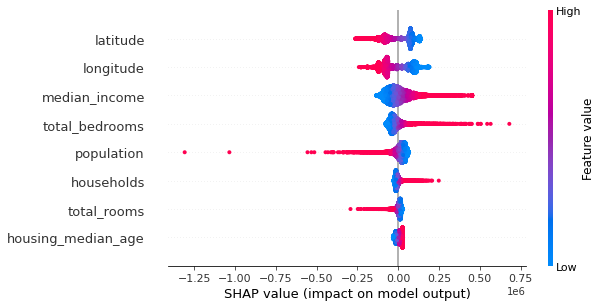 High
latitude
longitude
median_income
total_bedrooms
population
households
total_rooms
housing_median_age
Feature value
Low
−1.25 −1.00 −0.75 −0.50 −0.25 0.00 0.25 0.50 0.75
1e6
SHAP value (impact on model output)